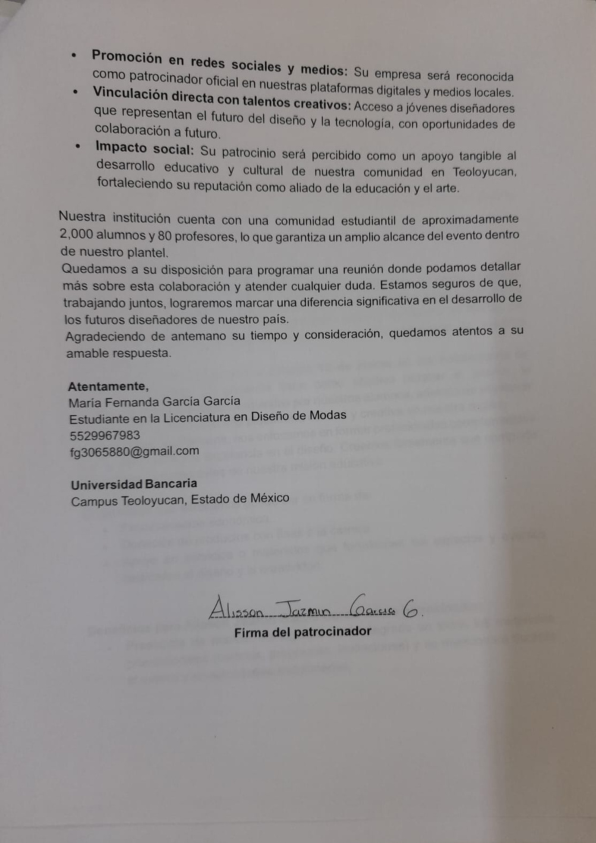 • Promoción en redes sociales y medios: Su empresa será reconocida
como patrocinador oficial en nuestras plataformas digitales y medios locales.
• Vinculación directa con talentos creativos: Acceso a jóvenes diseñadores
que representan el futuro del diseño y la tecnología, con oportunidades de
colaboración a futuro.
• Impacto social: Su patrocinio será percibido como un apoyo tangible al
desarrollo educativo y cultural de nuestra comunidad en Teoloyucan,
fortaleciendo su reputación como aliado de la educación y el arte.
Nuestra institución cuenta con una comunidad estudiantil de aproximadamente
2,000 alumnos y 80 profesores, lo que garantiza un amplio alcance del evento dentro
de nuestro plantel.
Quedamos a su disposición para programar una reunión donde podamos detallar
más sobre esta colaboración y atender cualquier duda. Estamos seguros de que,
trabajando juntos, lograremos marcar una diferencia significativa en el desarrollo de
los futuros diseñadores de nuestro país.
Agradeciendo de antemano su tiempo y consideración, quedamos atentos a su
amable respuesta.
Atentamente,
María Fernanda García García
Estudiante en la Licenciatura en Diseño de Modas
5529967983
fg3065880@gmail.com
Universidad Bancaria
Campus Teoloyucan, Estado de México
Alisson Jazmin G.
Firma del patrocinador